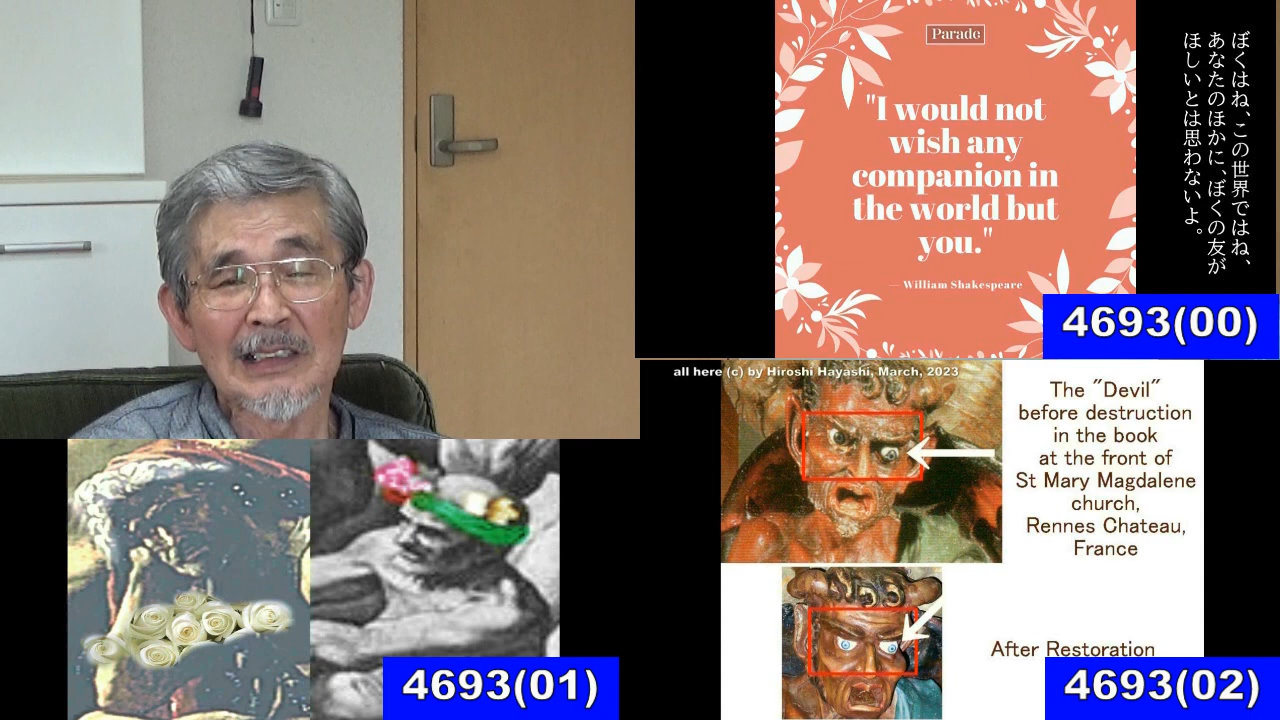 Parade
"I would not
wish any
companion in
the world but
you."
— William Shakespeare
ぼくはね、この世界ではね、
あなたのほかに、ぼくの友が
ほしいとは思わないよ。
4693(00)
all here (c) by Hiroshi Hayashi, March, 2023
The "Devil"
before destruction
in the book
at the front of
St Mary Magdalene
church,
Rennes Chateau,
France
After Restoration
4693(01)
4693(02)